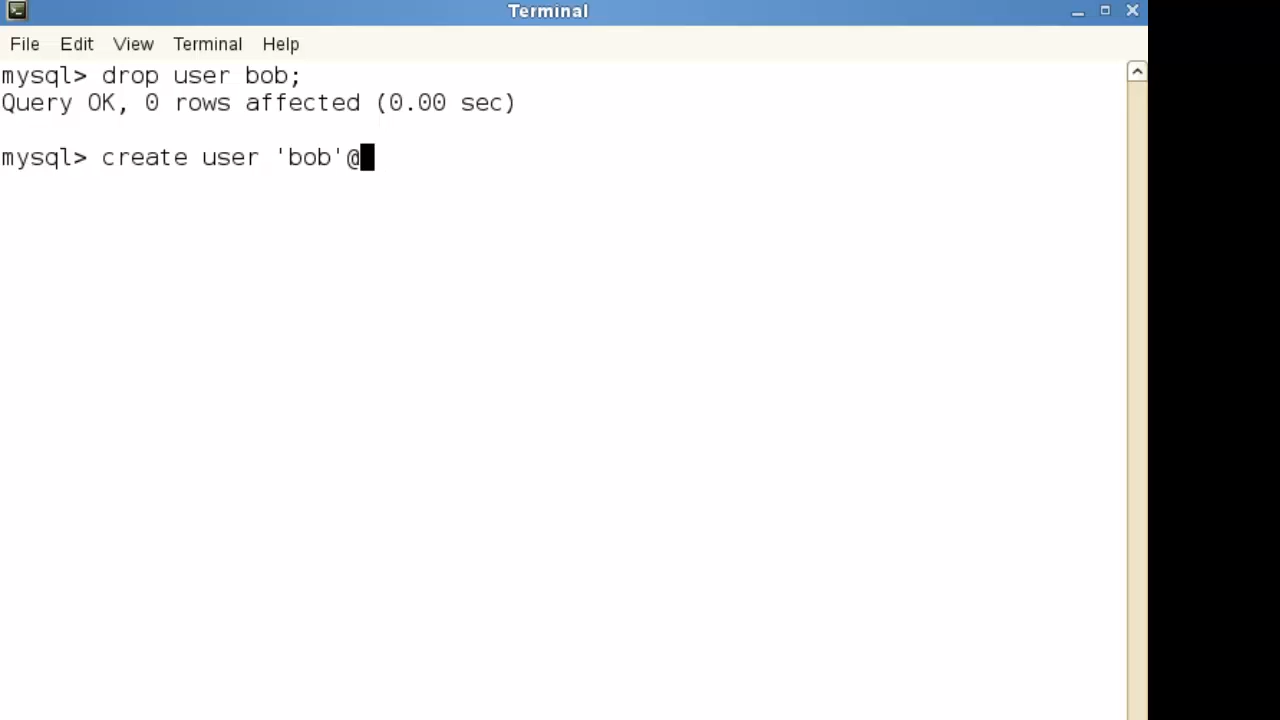 Terminal
File Edit View Terminal Help
mysql> drop user bob;
Query OK, 0 rows affected (0.00 sec)
mysql> create user 'bob'@